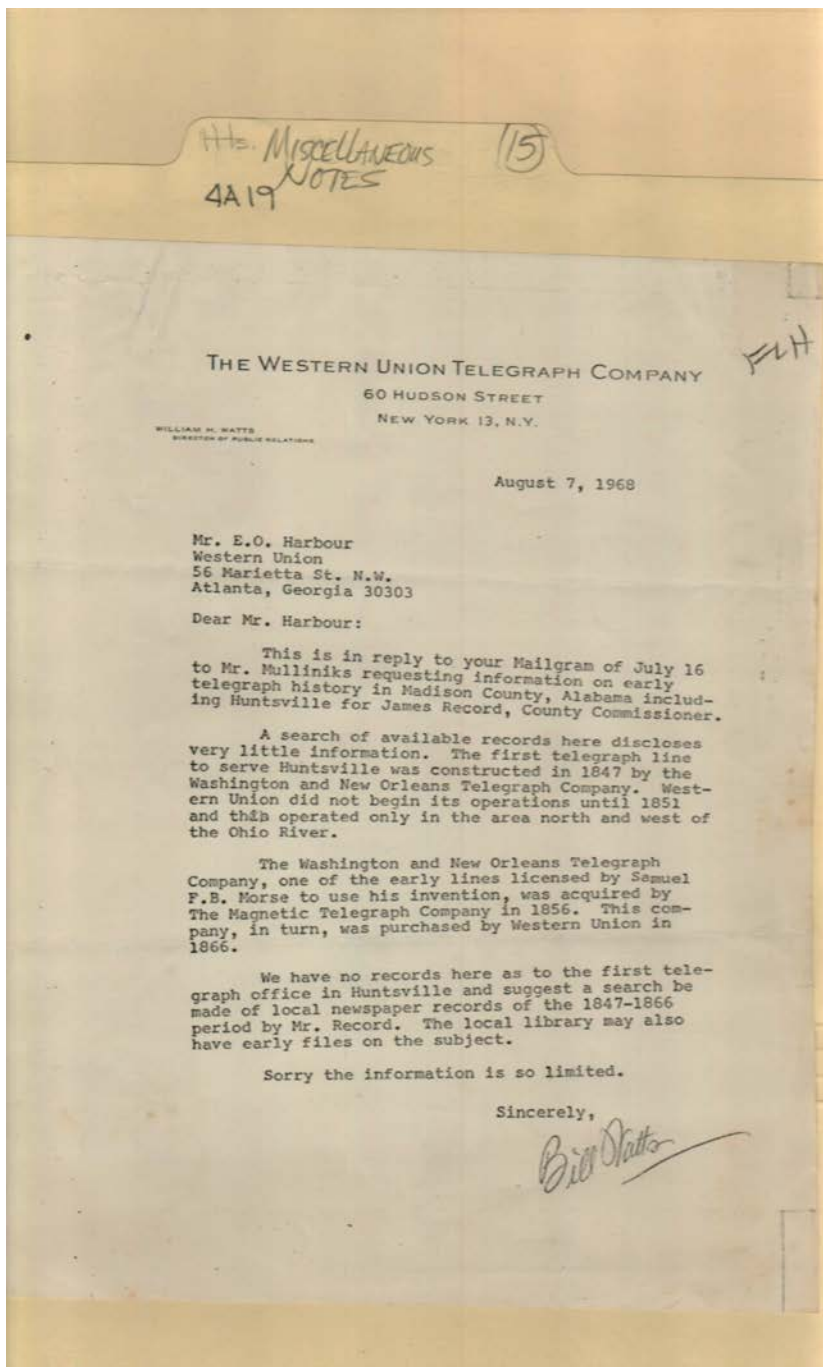 Hs. MISCELLANEOUS 15
NOTES
4A19
THE WESTERN UNION TELEGRAPH COMPANY
60 HUDSON STREET
NEW YORK 13, N.Y.
WILLIAM H. WATTS
DIRECTOR OF PUBLIC RELATIONS
August 7, 1968
Mr. E.O. Harbour
Western Union
56 Marietta St. N.W.
Atlanta, Georgia 30303
Dear Mr. Harbour:
This is in reply to your Mailgram of July 16
to Mr. Mulliniks requesting information on early
telegraph history in Madison County, Alabama includ-
ing Huntsville for James Record, County Commissioner.
A search of available records here discloses
very little information. The first telegraph line
to serve Huntsville was constructed in 1847 by the
Washington and New Orleans Telegraph Company. West-
ern Union did not begin its operations until 1851
and operated only in the area north and west of
the Ohio River.
The Washington and New Orleans Telegraph
Company, one of the early lines licensed by Samuel
F.B. Morse to use his invention, was acquired by
The Magnetic Telegraph Company in 1856. This com-
pany, in turn, was purchased by Western Union in
1866.
We have no records here as to the first tele-
graph office in Huntsville and suggest a search be
made of local newspaper records of the 1847-1866
period by Mr. Record. The local library may also
have early files on the subject.
Sorry the information is so limited.
Sincerely,
Bill Watts